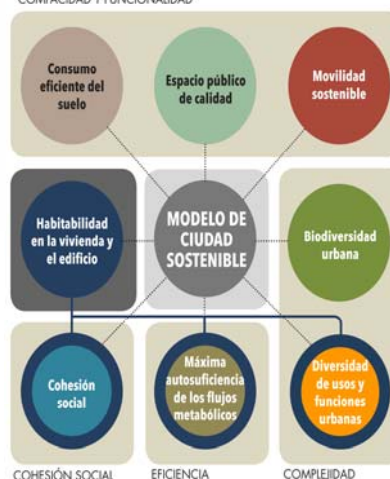 COMPACIDAD Y FUNCIONALIDAD
Consumo
eficiente del
suelo
Espacio público
de calidad
Movilidad
sostenible
Habitabilidad
en la vivienda y
el edificio
MODELO DE
CIUDAD
SOSTENIBLE
Biodiversidad
urbana
Cohesión
social
Máxima
autosuficiencia
de los flujos
metabólicos
Diversidad
de usos y
funciones
urbanas
COHESIÓN SOCIAL
EFICIENCIA
COMPLEJIDAD